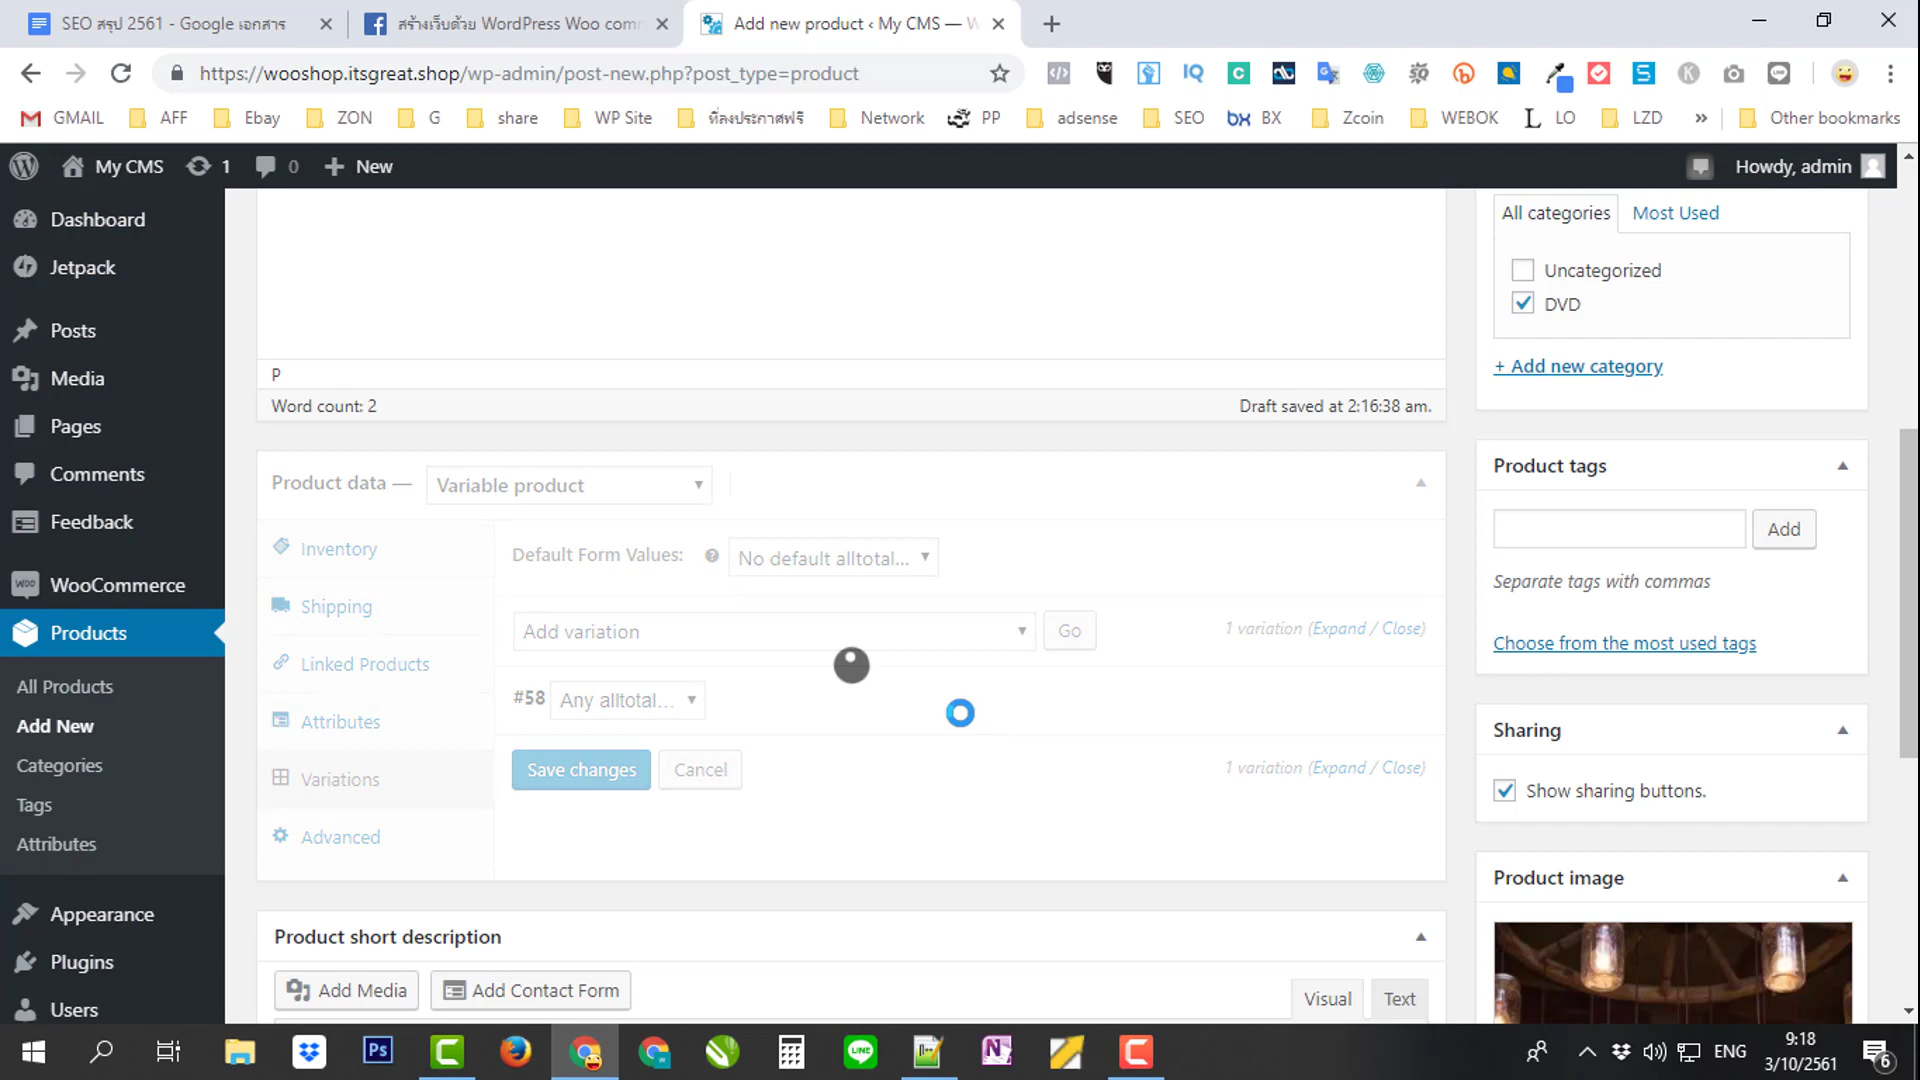 SEO สรุป 2561 - Google เอกสาร
สร้างเว็บด้วย WordPress Woo comm
Add new product ‹ My CMS — W
https://wooshop.itsgreat.shop/wp-admin/post-new.php?post_type=product
GMAIL AFF Ebay ZON G share WP Site ที่ลงประกาศฟรี Network PP adsense SEO bx BX Zcoin WEBOK L LO LZD » Other bookmarks
My CMS 1 0 + New Howdy, admin
Dashboard
Jetpack
Posts
Media
Pages
Comments
Feedback
WooCommerce
Products
All Products
Add New
Categories
Tags
Attributes
Appearance
Plugins
Users
P
Word count: 2 Draft saved at 2:16:38 am.
Product data — Variable product
Inventory
Shipping
Linked Products
Attributes
Variations
Advanced
Default Form Values: No default alltotal...
Add variation Go 1 variation (Expand / Close)
#58 Any alltotal...
Save changes Cancel 1 variation (Expand / Close)
Product short description
Add Media Add Contact Form Visual Text
All categories Most Used
Uncategorized
DVD
+ Add new category
Product tags
Add
Separate tags with commas
Choose from the most used tags
Sharing
Show sharing buttons.
Product image
ENG
9:18
3/10/2561
6